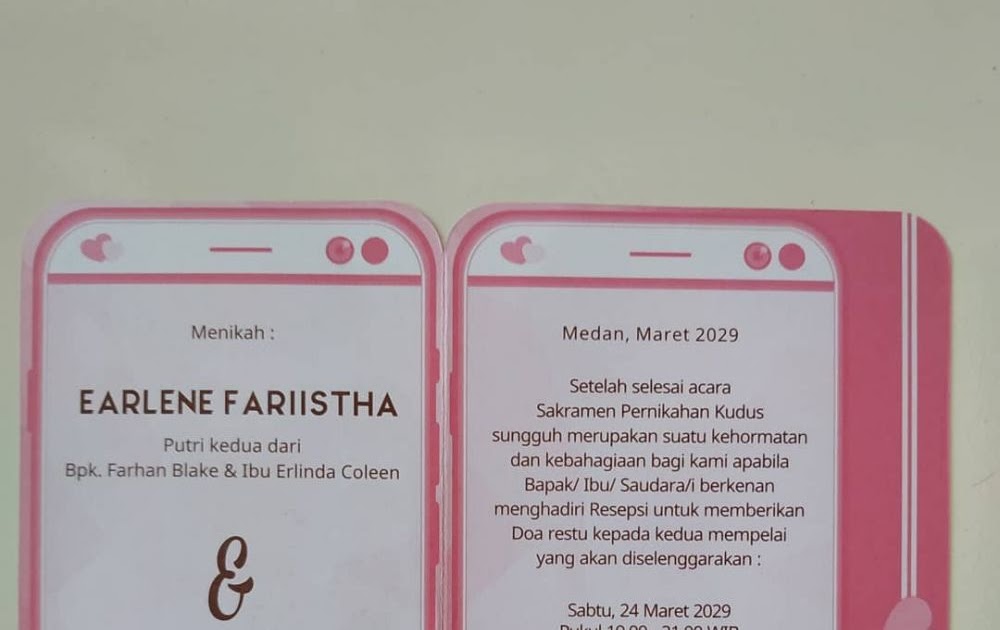 Menikah :
EARLENE FARIISTHA
Putri kedua dari
Bpk. Farhan Blake & Ibu Erlinda Coleen
&
Medan, Maret 2029
Setelah selesai acara
Sakramen Pernikahan Kudus
sungguh merupakan suatu kehormatan
dan kebahagiaan bagi kami apabila
Bapak/ Ibu/ Saudara/i berkenan
menghadiri Resepsi untuk memberikan
Doa restu kepada kedua mempelai
yang akan diselenggarakan :
Sabtu, 24 Maret 2029
Pukul